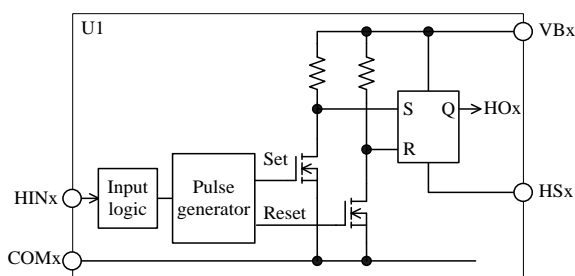 U1
VBx
S
Q
HOx
R
Set
Input
logic
Pulse
generator
HINx
HSx
Reset
COMx